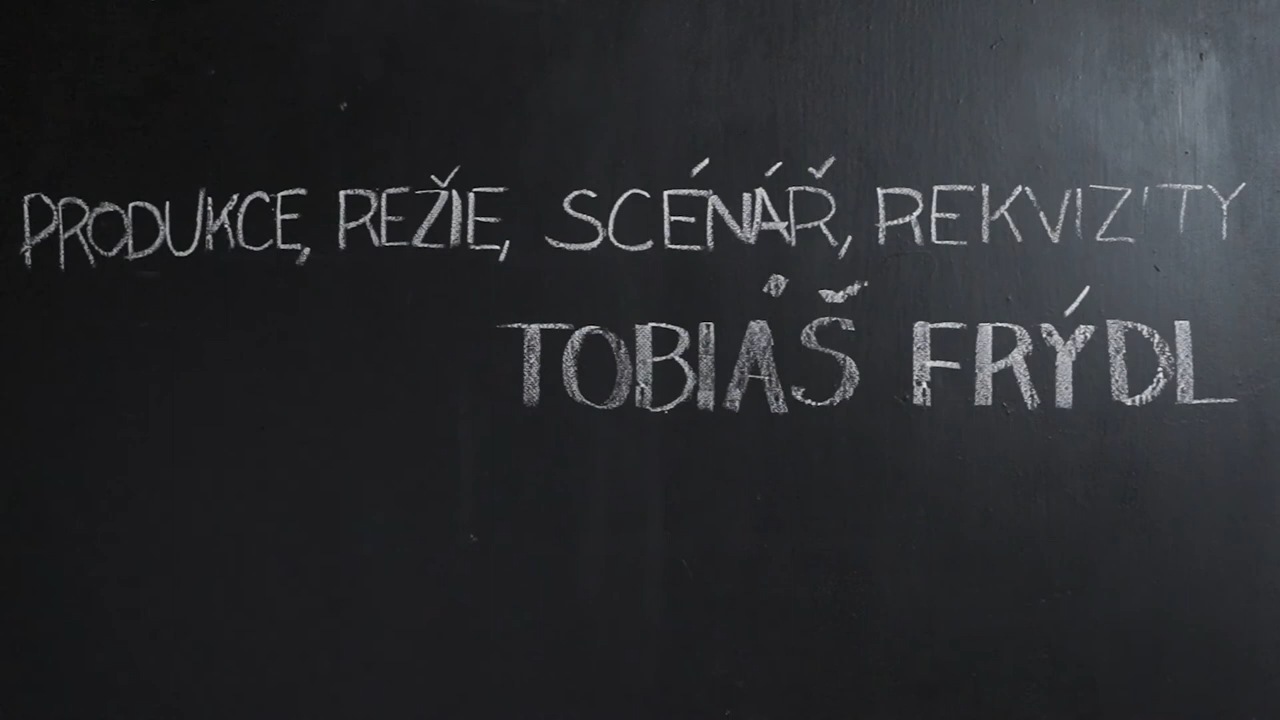 PRODUKCE, REŽIE, SCÉNÁŘ, REKVIZITY
TOBIÁŠ FRÝDL